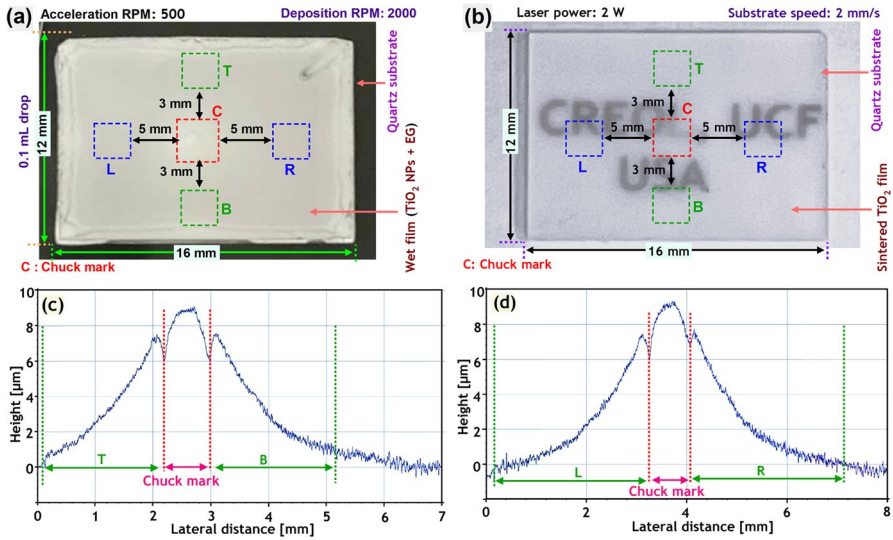 (a)
Acceleration RPM: 500
Deposition RPM: 2000
T
3 mm
C
5 mm
5 mm
L
R
3 mm
B
12 mm
0.1 mL drop
16 mm
C : Chuck mark
Quartz substrate
Wet film (TiO₂ NPs + EG)
(b)
Laser power: 2 W
Substrate speed: 2 mm/s
T
3 mm
C
CREOL UCF
5 mm
5 mm
L
R
3 mm
USA
B
12 mm
16 mm
C: Chuck mark
Quartz substrate
Sintered TiO₂ film
(c)
Height [µm]
10
8
6
4
2
0
T
B
Chuck mark
0 1 2 3 4 5 6 7
Lateral distance [mm]
(d)
Height [µm]
10
8
6
4
2
0
L
R
Chuck mark
0 2 4 6 8
Lateral distance [mm]